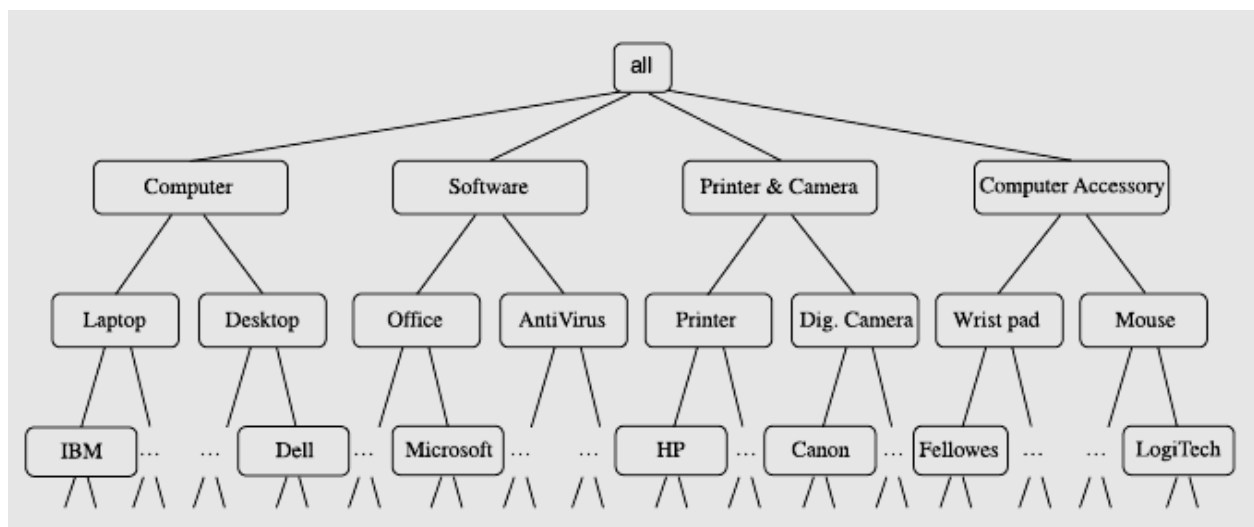 all
Computer
Software
Printer & Camera
Computer Accessory
Laptop
Desktop
Office
AntiVirus
Printer
Dig. Camera
Wrist pad
Mouse
IBM
...
...
Dell
...
Microsoft
...
...
HP
...
Canon
...
Fellowes
...
...
LogiTech